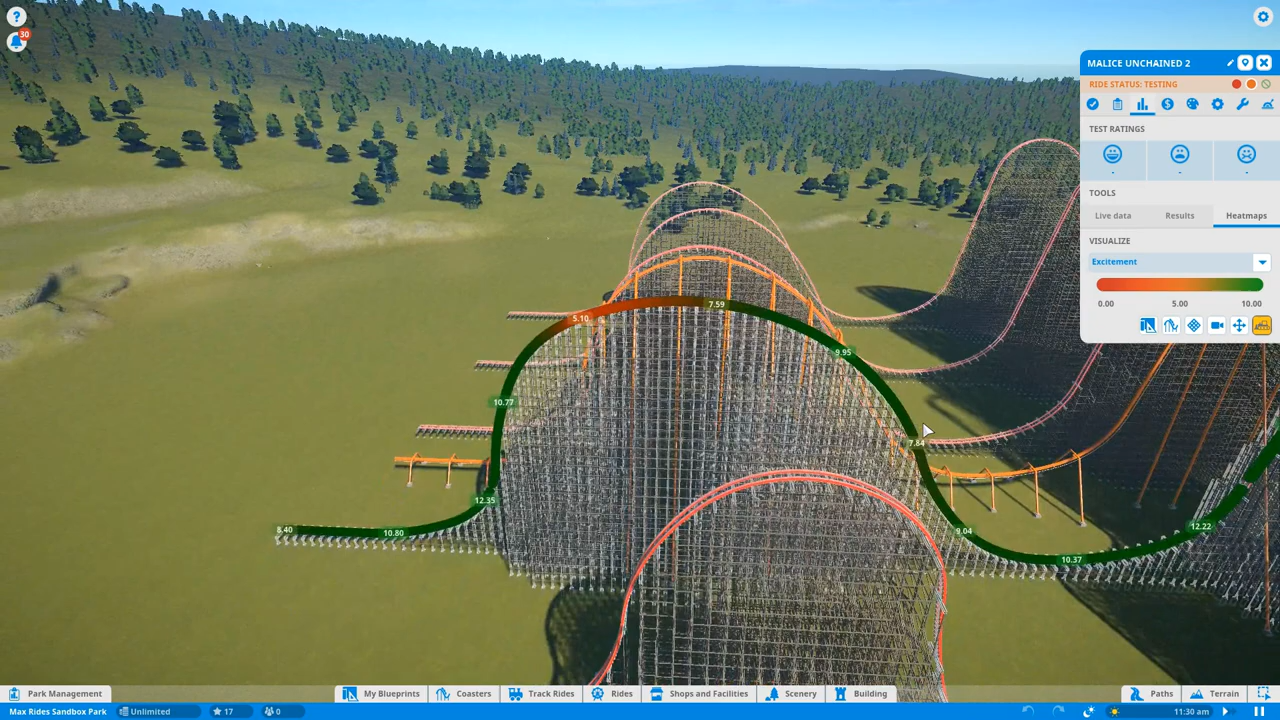 ?
30
MALICE UNCHAINED 2
RIDE STATUS: TESTING
TEST RATINGS
- - -
TOOLS
Live data Results Heatmaps
VISUALIZE
Excitement
0.00 5.00 10.00
5.10
7.59
9.95
10.77
7.84
12.35
8.40
10.80
9.04
12.22
10.37
Park Management My Blueprints Coasters Track Rides Rides Shops and Facilities Scenery Building Paths Terrain
Max Rides Sandbox Park Unlimited 17 0 11:30 am